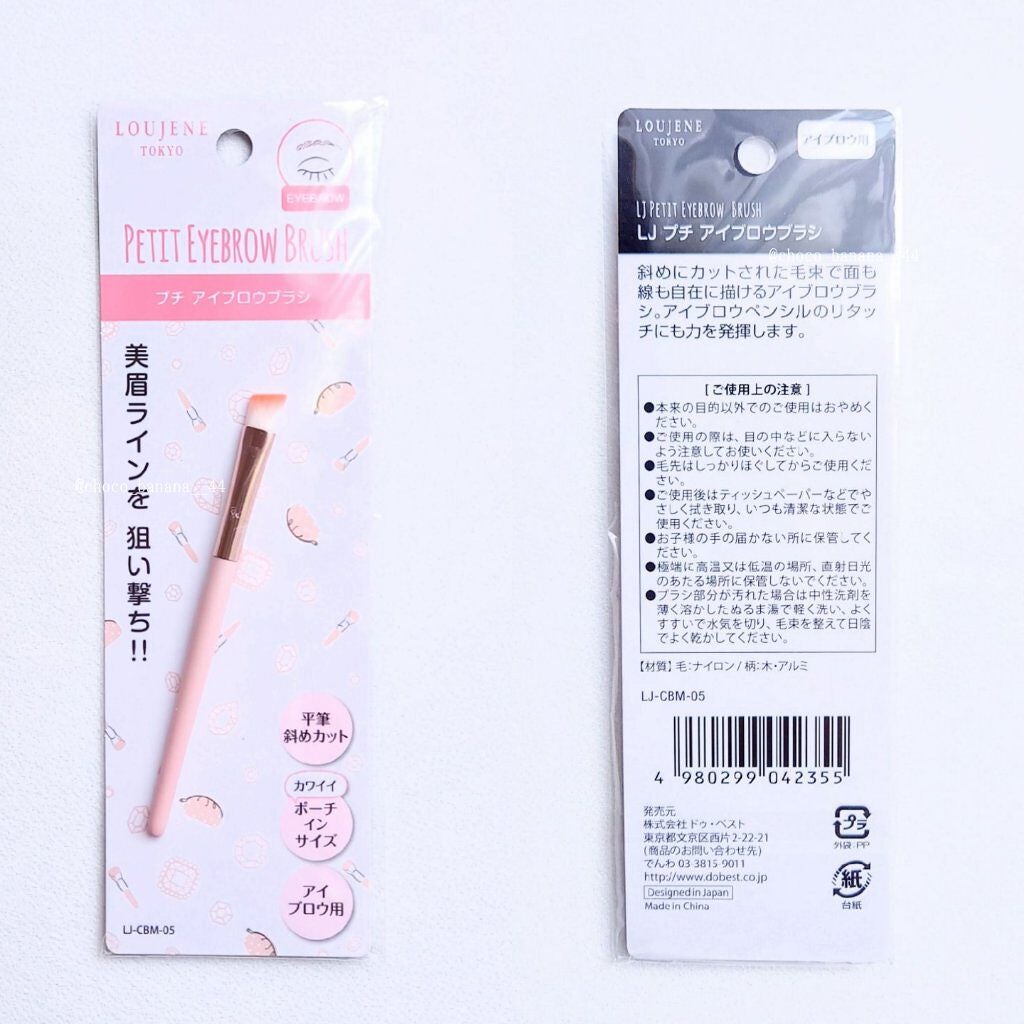 LOUJENE
TOKYO
EYEBROW
PETIT EYEBROW BRUSH
プチ アイブロウブラシ
美眉ラインを 狙い撃ち!!
@choco_banana__44
平筆
斜めカット
カワイイ
ポーチ
イン
サイズ
アイ
ブロウ用
LJ-CBM-05
LOUJENE
TOKYO
アイブロウ用
LJ PETIT EYEBROW BRUSH
LJ プチ アイブロウブラシ
@choco_banana__44
斜めにカットされた毛束で面も
線も自在に描けるアイブロウブラ
シ。アイブロウペンシルのリタッ
チにも力を発揮します。
[ご使用上の注意]
●本来の目的以外でのご使用はおやめく
ださい。
●ご使用の際は、目の中などに入らない
よう注意してお使いください。
●毛先はしっかりほぐしてからご使用くだ
さい。
●ご使用後はティッシュペーパーなどでや
さしく拭き取り、いつも清潔な状態でご
使用ください。
●お子様の手の届かない所に保管してく
ださい。
●極端に高温又は低温の場所、直射日光
のあたる場所に保管しないでください。
●ブラシ部分が汚れた場合は中性洗剤を
薄く溶かしたぬるま湯で軽く洗い、よく
すすいで水気を切り、毛束を整えて日陰
でよく乾かしてください。
【材質】毛:ナイロン/柄:木・アルミ
LJ-CBM-05
4 980299 042355
発売元
株式会社ドゥ・ベスト
東京都文京区西片2-22-21
(商品のお問い合わせ先)
でんわ 03-3815-9011
http://www.dobest.co.jp
Designed in Japan
Made in China
プラ
外袋:PP
紙
台紙